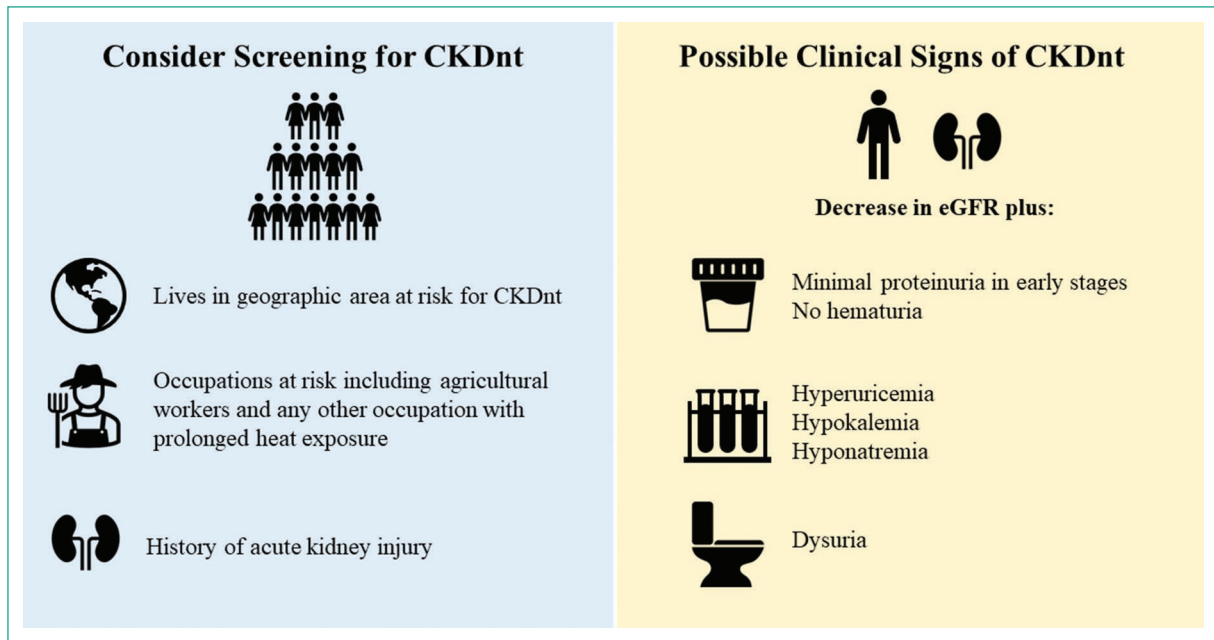 Consider Screening for CKDnt
Lives in geographic area at risk for CKDnt
Occupations at risk including agricultural
workers and any other occupation with
prolonged heat exposure
History of acute kidney injury
Possible Clinical Signs of CKDnt
Decrease in eGFR plus:
Minimal proteinuria in early stages
No hematuria
Hyperuricemia
Hypokalemia
Hyponatremia
Dysuria